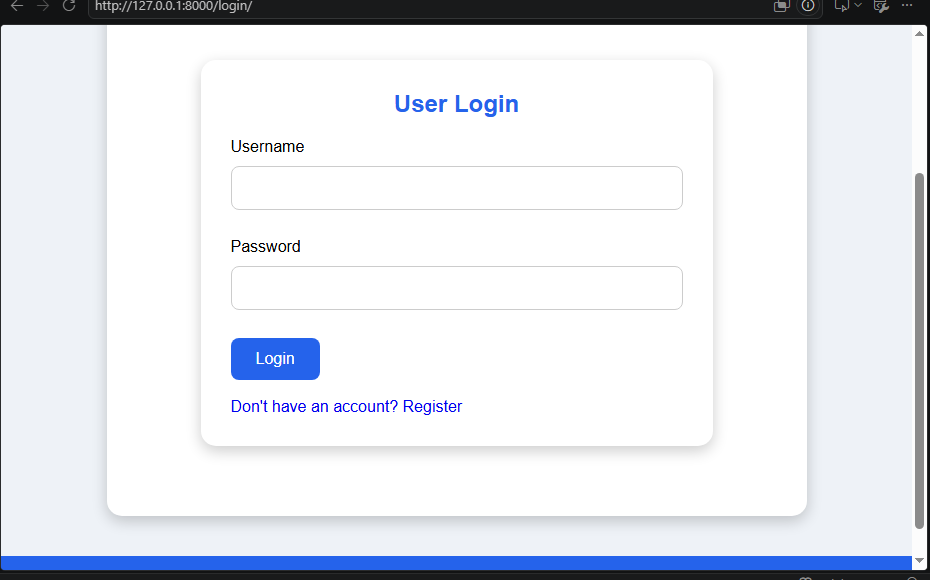 http://127.0.0.1:8000/login/
User Login
Username
Password
Login
Don't have an account? Register